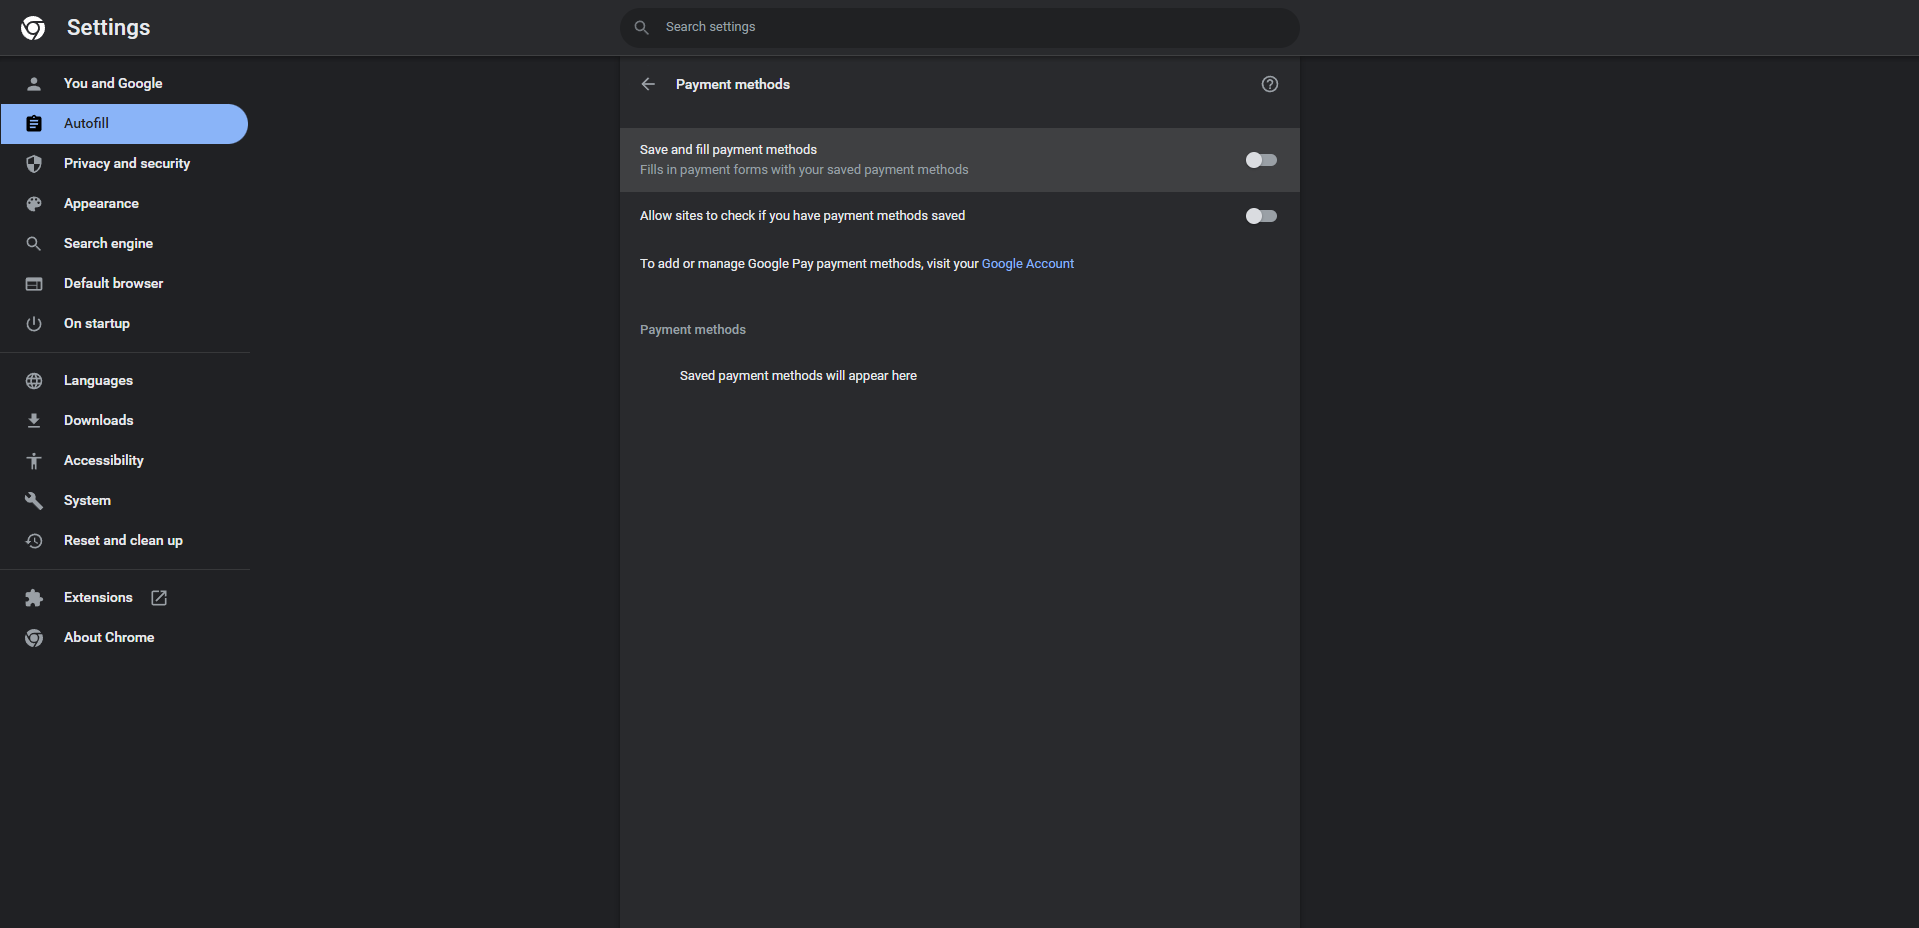 Settings
Search settings
You and Google
Autofill
Privacy and security
Appearance
Search engine
Default browser
On startup
Languages
Downloads
Accessibility
System
Reset and clean up
Extensions
About Chrome
Payment methods
Save and fill payment methods
Fills in payment forms with your saved payment methods
Allow sites to check if you have payment methods saved
To add or manage Google Pay payment methods, visit your Google Account
Payment methods
Saved payment methods will appear here